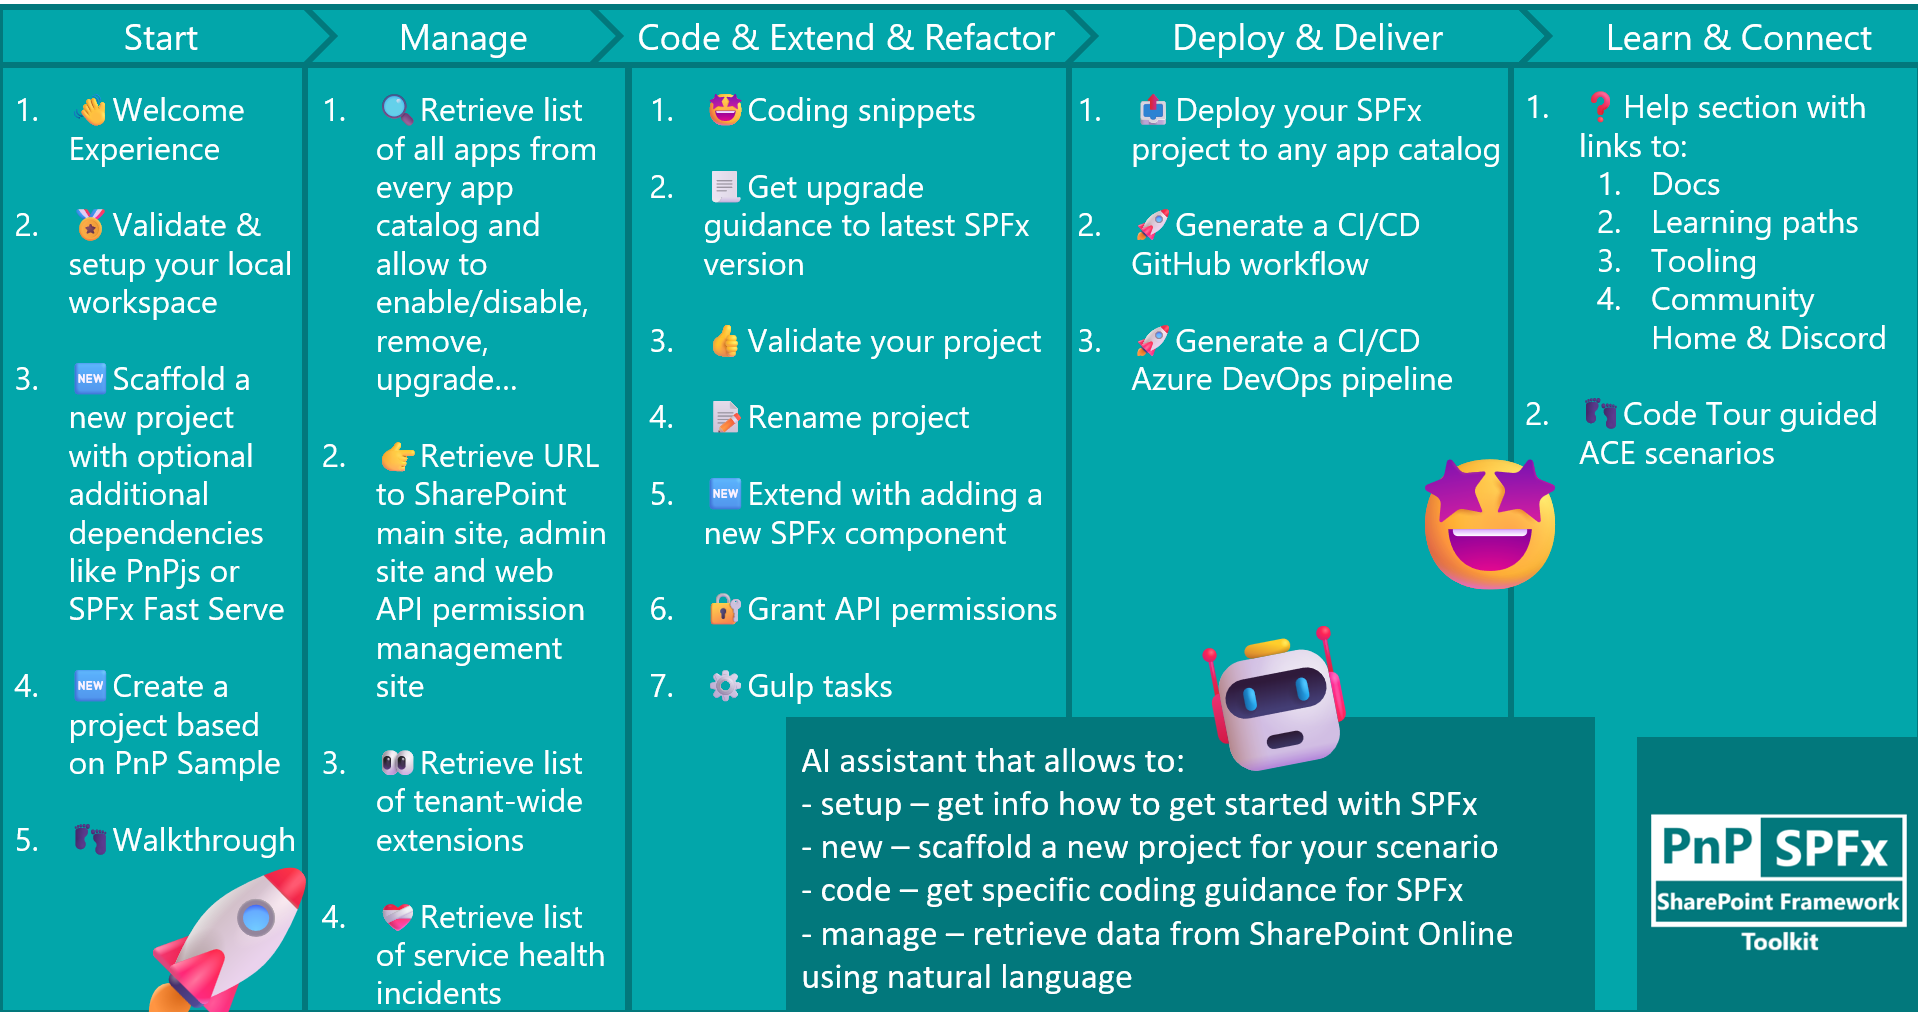 Start
Manage
Code & Extend & Refactor
Deploy & Deliver
Learn & Connect
1. Welcome
Experience
2. Validate &
setup your local
workspace
3. NEW Scaffold a
new project
with optional
additional
dependencies
like PnPjs or
SPFx Fast Serve
4. NEW Create a
project based
on PnP Sample
5. Walkthrough
1. Retrieve list
of all apps from
every app
catalog and
allow to
enable/disable,
remove,
upgrade...
2. Retrieve URL
to SharePoint
main site, admin
site and web
API permission
management
site
3. Retrieve list
of tenant-wide
extensions
4. Retrieve list
of service health
incidents
1. Coding snippets
2. Get upgrade
guidance to latest SPFx
version
3. Validate your project
4. Rename project
5. NEW Extend with adding a
new SPFx component
6. Grant API permissions
7. Gulp tasks
1. Deploy your SPFx
project to any app catalog
2. Generate a CI/CD
GitHub workflow
3. Generate a CI/CD
Azure DevOps pipeline
1. Help section with
links to:
1. Docs
2. Learning paths
3. Tooling
4. Community
Home & Discord
2. Code Tour guided
ACE scenarios
AI assistant that allows to:
- setup – get info how to get started with SPFx
- new – scaffold a new project for your scenario
- code – get specific coding guidance for SPFx
- manage – retrieve data from SharePoint Online
using natural language
PnP SPFx
SharePoint Framework
Toolkit